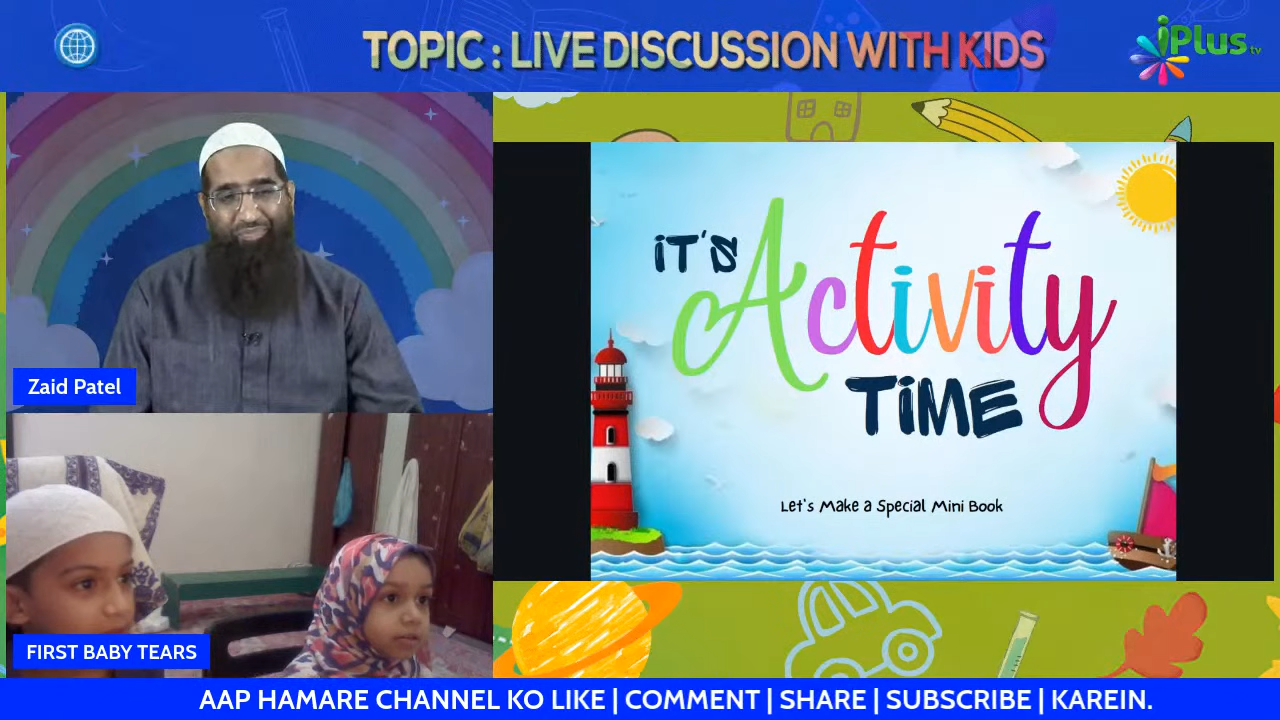 TOPIC : LIVE DISCUSSION WITH KIDS
iPlus tv
IT'S
Activity
TIME
Let's Make a Special Mini Book
Zaid Patel
FIRST BABY TEARS
AAP HAMARE CHANNEL KO LIKE | COMMENT | SHARE | SUBSCRIBE | KAREIN.